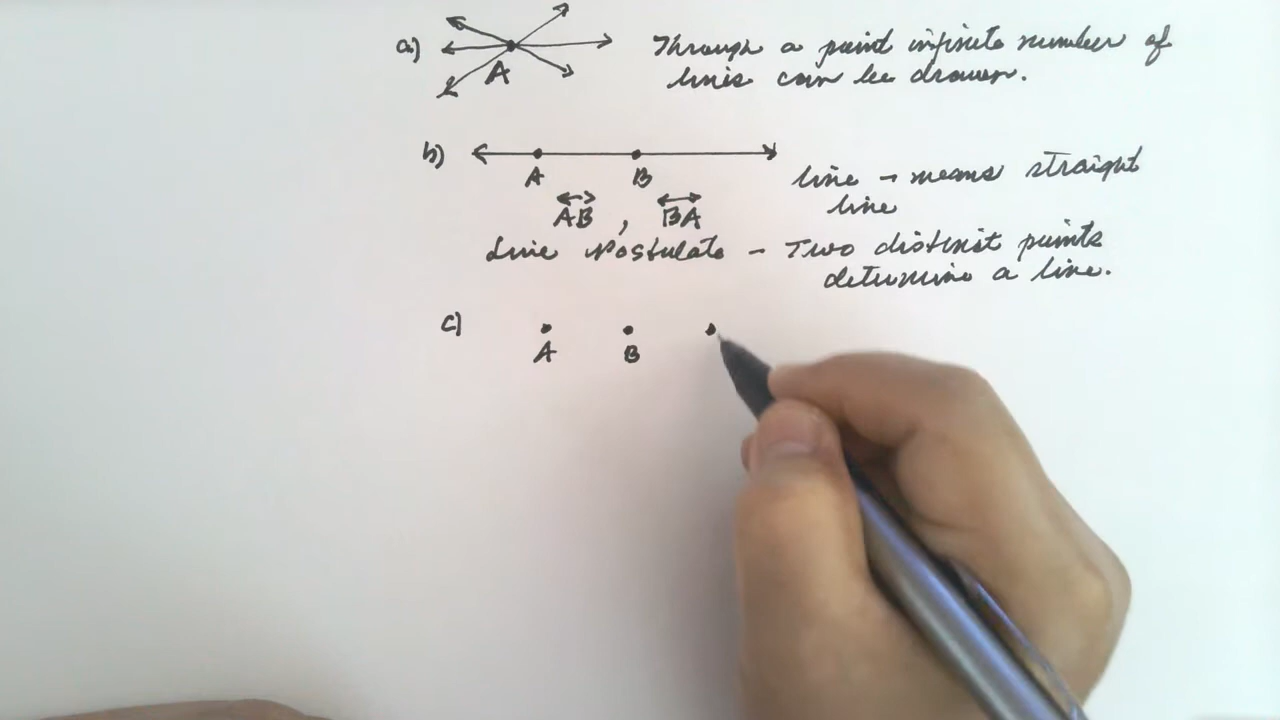 a) A Through a point infinite number of
lines can be drawn.
b) A B line → means straight
line
AB , BA
Line Postulate - Two distinct points
determine a line.
c) A B